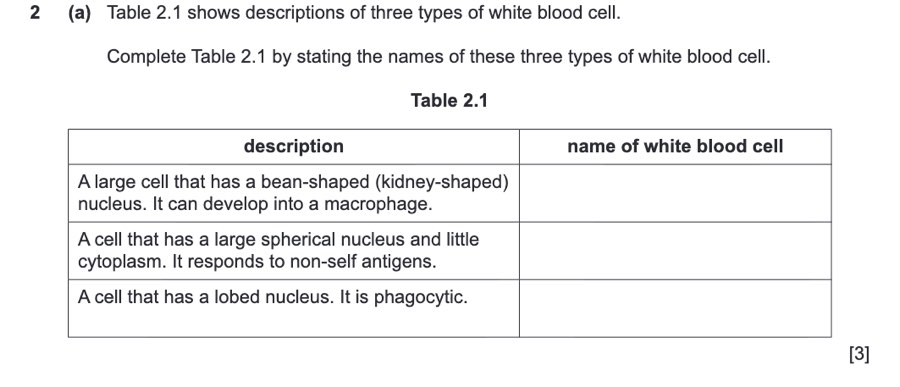 2 (a) Table 2.1 shows descriptions of three types of white blood cell.
Complete Table 2.1 by stating the names of these three types of white blood cell.
Table 2.1
description name of white blood cell
A large cell that has a bean-shaped (kidney-shaped)
nucleus. It can develop into a macrophage.
A cell that has a large spherical nucleus and little
cytoplasm. It responds to non-self antigens.
A cell that has a lobed nucleus. It is phagocytic.
[3]